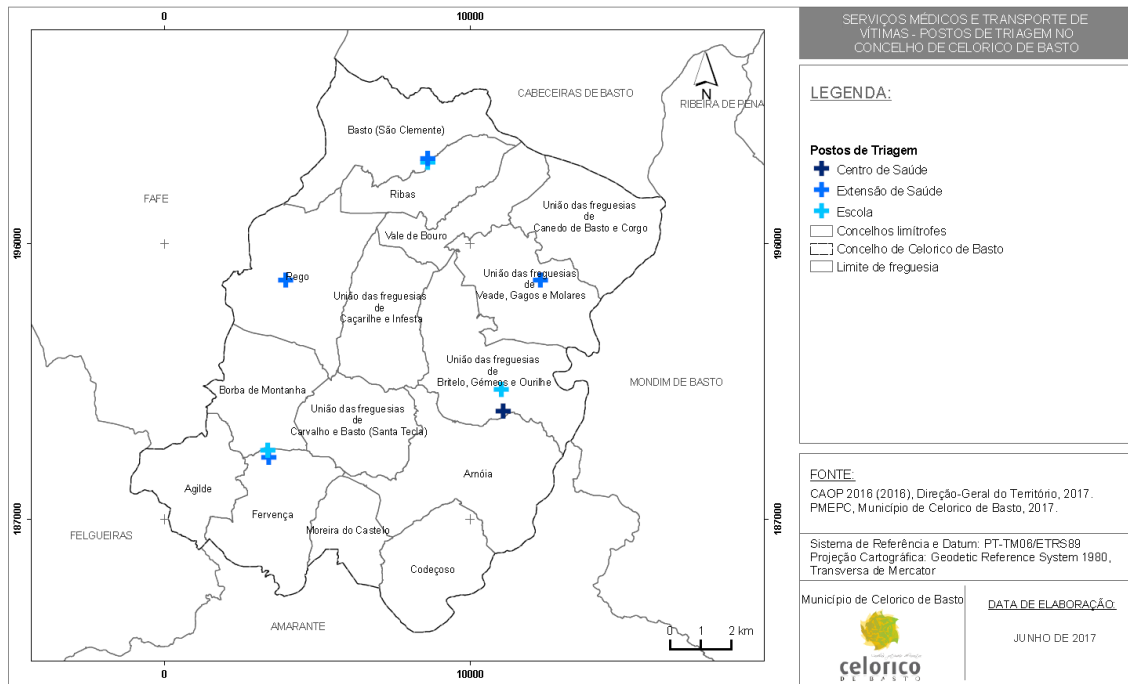 SERVIÇOS MÉDICOS E TRANSPORTE DE
VÍTIMAS - POSTOS DE TRIAGEM NO
CONCELHO DE CELORICO DE BASTO
0
10000
196000
187000
CABECEIRAS DE BASTO
RIBEIRA DE PENA
N
Basto (São Clemente)
FAFE
Ribas
União das freguesias
de
Canedo de Basto e Corgo
Vale de Bouro
Rego
União das freguesias
de
Veade, Gagos e Molares
União das freguesias
de
Caçarilhe e Infesta
União das freguesias
de
Britelo, Gémeos e Ourilhe
MONDIM DE BASTO
Borba de Montanha
União das freguesias
de
Carvalho e Basto (Santa Tecla)
Arnóia
Agilde
Fervença
Moreira do Castelo
FELGUEIRAS
Codeçoso
AMARANTE
0 1 2 km
196000
187000
0
10000
LEGENDA:
Postos de Triagem
Centro de Saúde
Extensão de Saúde
Escola
Concelhos limítrofes
Concelho de Celorico de Basto
Limite de freguesia
FONTE:
CAOP 2016 (2016), Direção-Geral do Território, 2017.
PMEPC, Município de Celorico de Basto, 2017.
Sistema de Referência e Datum: PT-TM06/ETRS89
Projeção Cartográfica: Geodetic Reference System 1980,
Transversa de Mercator
Município de Celorico de Basto
celorico
DE BASTO
DATA DE ELABORAÇÃO:
JUNHO DE 2017